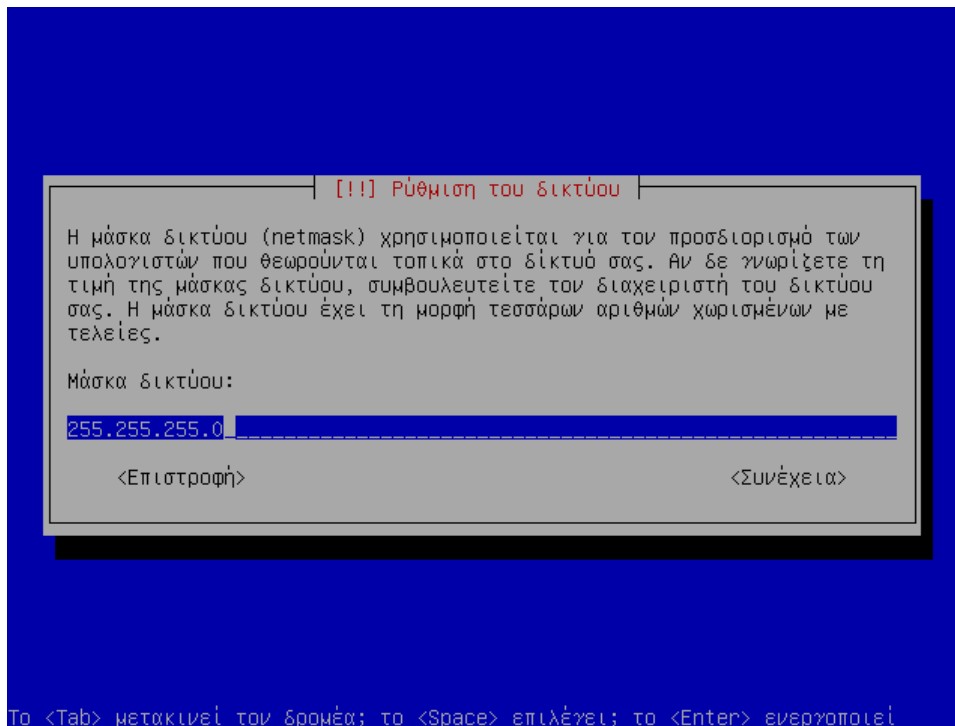 [!!] Ρύθμιση του δικτύου
Η μάσκα δικτύου (netmask) χρησιμοποιείται για τον προσδιορισμό των
υπολογιστών που θεωρούνται τοπικά στο δίκτυό σας. Αν δε γνωρίζετε τη
τιμή της μάσκας δικτύου, συμβουλευτείτε τον διαχειριστή του δικτύου
σας. Η μάσκα δικτύου έχει τη μορφή τεσσάρων αριθμών χωρισμένων με
τελείες.
Μάσκα δικτύου:
255.255.255.0
<Επιστροφή> <Συνέχεια>
Το <Tab> μετακινεί τον δρομέα; το <Space> επιλέγει; το <Enter> ενεργοποιεί